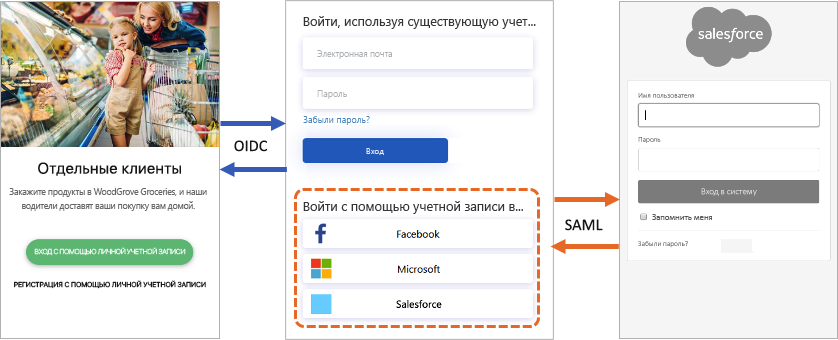 Отдельные клиенты
Закажите продукты в WoodGrove Groceries, и наши
водители доставят ваши покупку вам домой.
ВХОД С ПОМОЩЬЮ ЛИЧНОЙ УЧЕТНОЙ ЗАПИСИ
РЕГИСТРАЦИЯ С ПОМОЩЬЮ ЛИЧНОЙ УЧЕТНОЙ ЗАПИСИ
OIDC
Войти, используя существующую учет...
Электронная почта
Пароль
Забыли пароль?
Вход
Войти с помощью учетной записи в...
Facebook
Microsoft
Salesforce
SAML
salesforce
Имя пользователя
Пароль
Вход в систему
Запомнить меня
Забыли пароль?